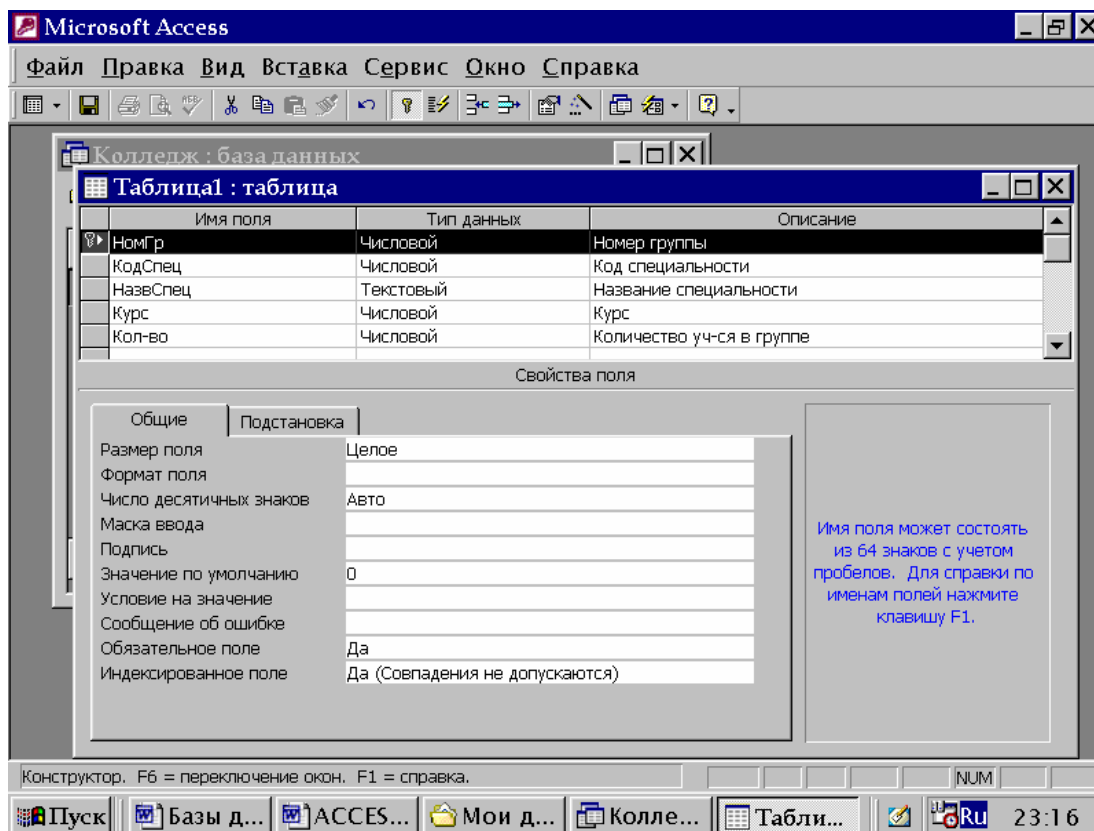 Microsoft Access
Файл Правка Вид Вставка Сервис Окно Справка
Колледж : база данных
Таблица1 : таблица
Имя поля Тип данных Описание
НомГр Числовой Номер группы
КодСпец Числовой Код специальности
НазвСпец Текстовый Название специальности
Курс Числовой Курс
Кол-во Числовой Количество уч-ся в группе
Свойства поля
Общие Подстановка
Размер поля Целое
Формат поля
Число десятичных знаков Авто
Маска ввода
Подпись
Значение по умолчанию 0
Условие на значение
Сообщение об ошибке
Обязательное поле Да
Индексированное поле Да (Совпадения не допускаются)
Имя поля может состоять
из 64 знаков с учетом
пробелов. Для справки по
именам полей нажмите
клавишу F1.
Конструктор. F6 = переключение окон. F1 = справка. NUM
Пуск Базы д... ACCES... Мои д... Колле... Табли... Ru 23:16